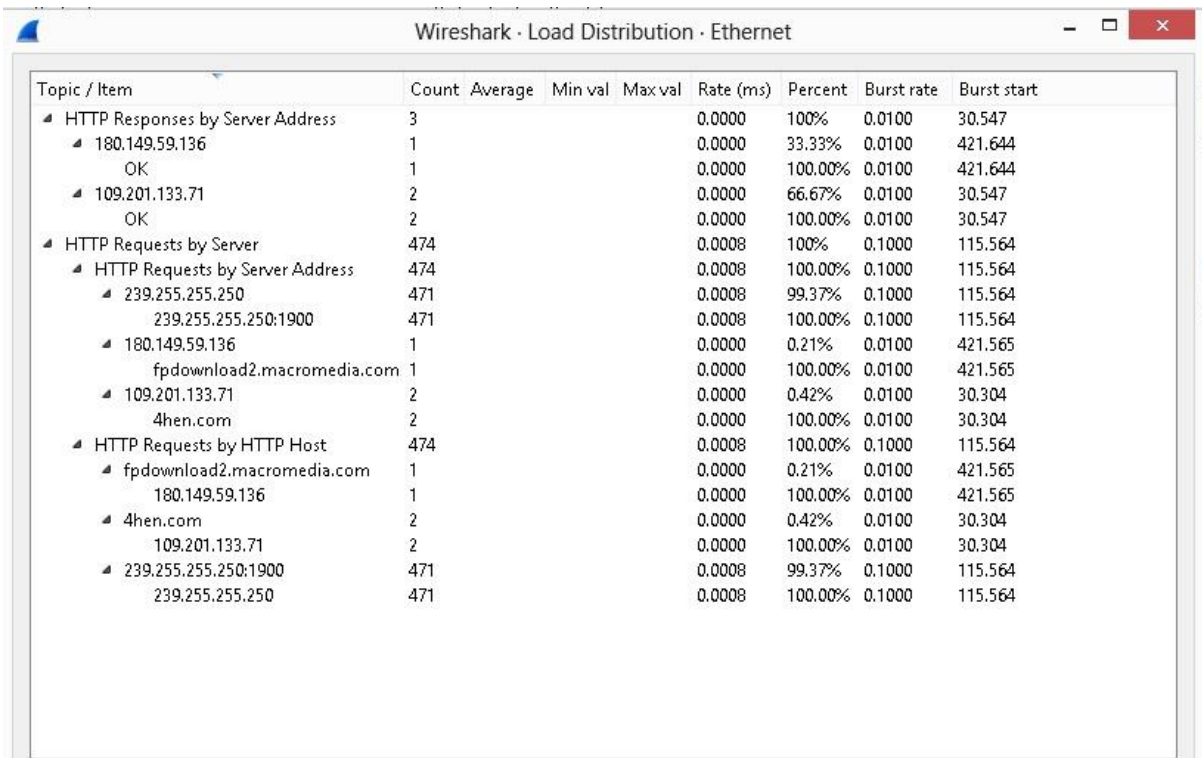 Wireshark · Load Distribution · Ethernet
Topic / Item Count Average Min val Max val Rate (ms) Percent Burst rate Burst start
HTTP Responses by Server Address 3 0.0000 100% 0.0100 30.547
180.149.59.136 1 0.0000 33.33% 0.0100 421.644
OK 1 0.0000 100.00% 0.0100 421.644
109.201.133.71 2 0.0000 66.67% 0.0100 30.547
OK 2 0.0000 100.00% 0.0100 30.547
HTTP Requests by Server 474 0.0008 100% 0.1000 115.564
HTTP Requests by Server Address 474 0.0008 100.00% 0.1000 115.564
239.255.255.250 471 0.0008 99.37% 0.1000 115.564
239.255.255.250:1900 471 0.0008 100.00% 0.1000 115.564
180.149.59.136 1 0.0000 0.21% 0.0100 421.565
fpdownload2.macromedia.com 1 0.0000 100.00% 0.0100 421.565
109.201.133.71 2 0.0000 0.42% 0.0100 30.304
4hen.com 2 0.0000 100.00% 0.0100 30.304
HTTP Requests by HTTP Host 474 0.0008 100.00% 0.1000 115.564
fpdownload2.macromedia.com 1 0.0000 0.21% 0.0100 421.565
180.149.59.136 1 0.0000 100.00% 0.0100 421.565
4hen.com 2 0.0000 0.42% 0.0100 30.304
109.201.133.71 2 0.0000 100.00% 0.0100 30.304
239.255.255.250:1900 471 0.0008 99.37% 0.1000 115.564
239.255.255.250 471 0.0008 100.00% 0.1000 115.564